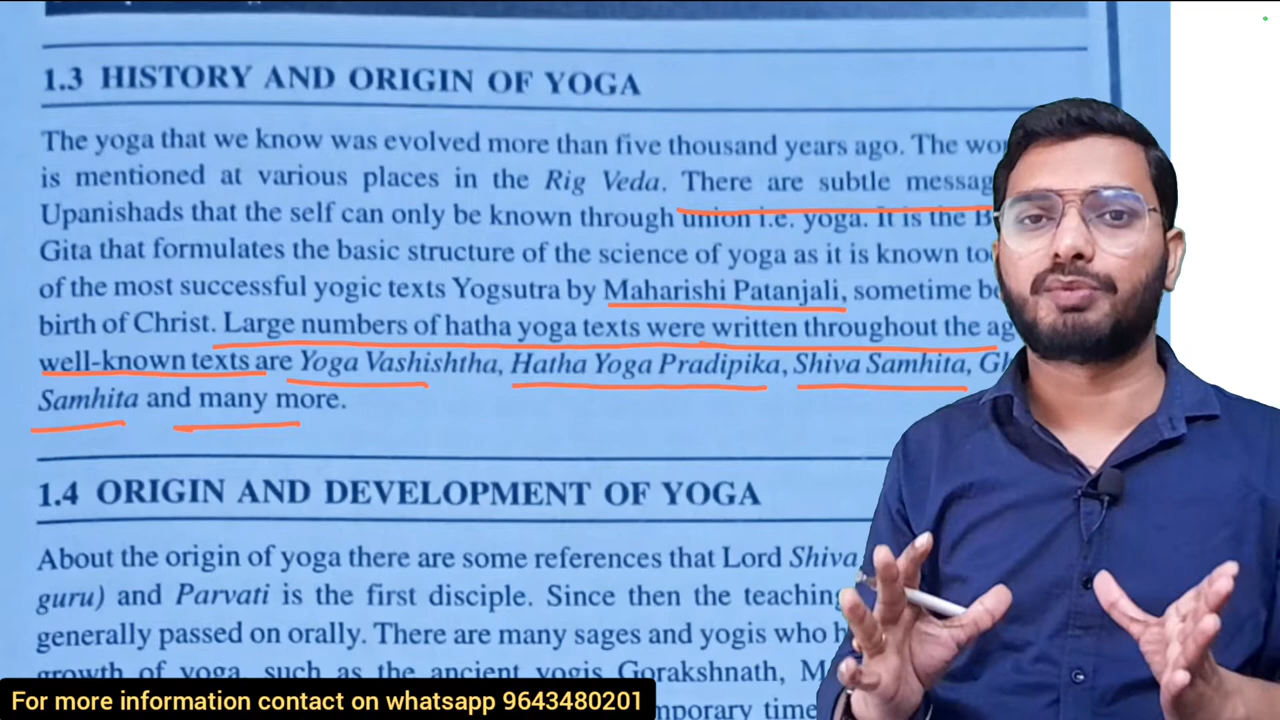 1.3 HISTORY AND ORIGIN OF YOGA
The yoga that we know was evolved more than five thousand years ago. The
is mentioned at various places in the Rig Veda. There are subtle
Upanishads that the self can only be known through union i.e. yoga. It is the
Gita that formulates the basic structure of the science of yoga as it is known
of the most successful yogic texts Yogsutra by Maharishi Patanjali, sometime
birth of Christ. Large numbers of hatha yoga texts were written throughout the
well-known texts are Yoga Vashishtha, Hatha Yoga Pradipika, Shiva Samhita,
Samhita and many more.
1.4 ORIGIN AND DEVELOPMENT OF YOGA
About the origin of yoga there are some references that Lord Shiva
guru) and Parvati is the first disciple. Since then the
generally passed on orally. There are many sages and yogis who
growth of yoga, such as the ancient yogis Gorakshnath,
time
For more information contact on whatsapp 9643480201